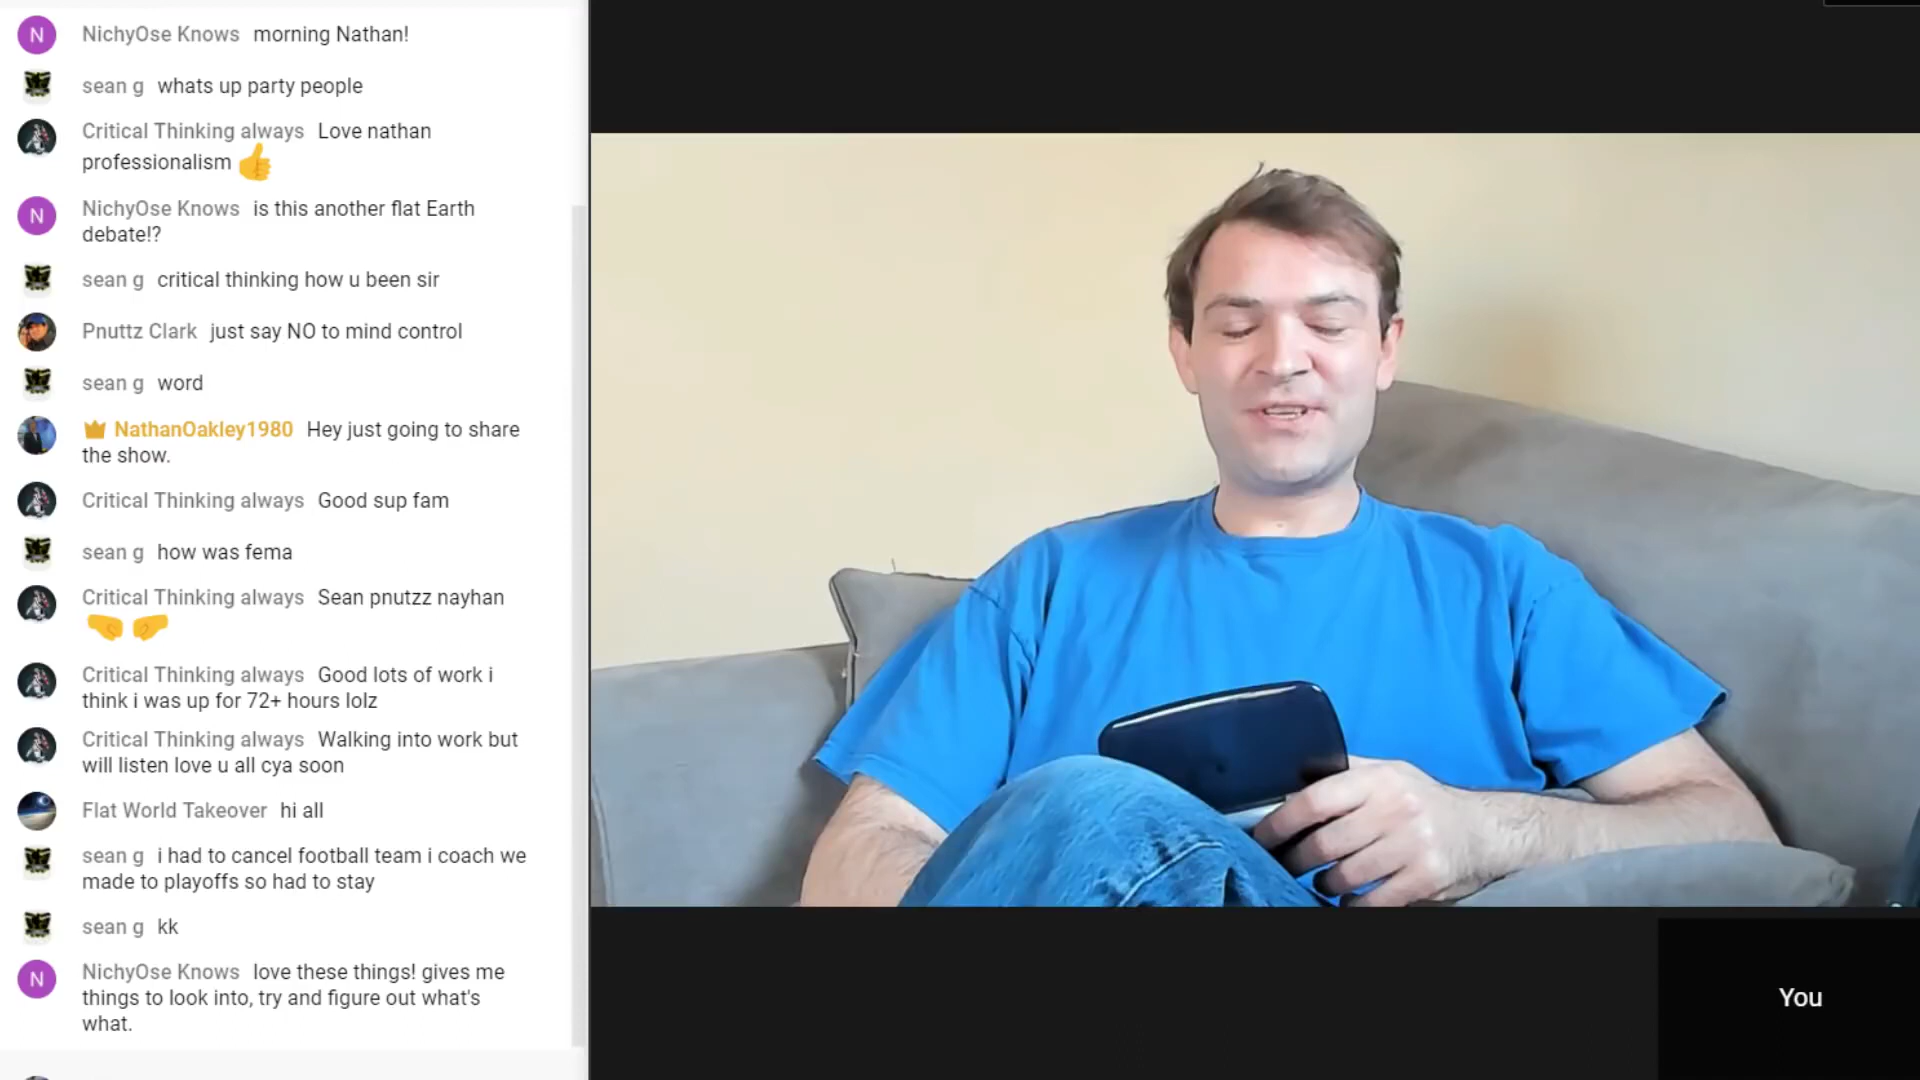 N NichyOse Knows morning Nathan!
sean g whats up party people
Critical Thinking always Love nathan
professionalism
N NichyOse Knows is this another flat Earth
debate!?
sean g critical thinking how u been sir
Pnuttz Clark just say NO to mind control
sean g word
NathanOakley1980 Hey just going to share
the show.
Critical Thinking always Good sup fam
sean g how was fema
Critical Thinking always Sean pnutzz nayhan
Critical Thinking always Good lots of work i
think i was up for 72+ hours lolz
Critical Thinking always Walking into work but
will listen love u all cya soon
Flat World Takeover hi all
sean g i had to cancel football team i coach we
made to playoffs so had to stay
sean g kk
N NichyOse Knows love these things! gives me
things to look into, try and figure out what's
what.
You